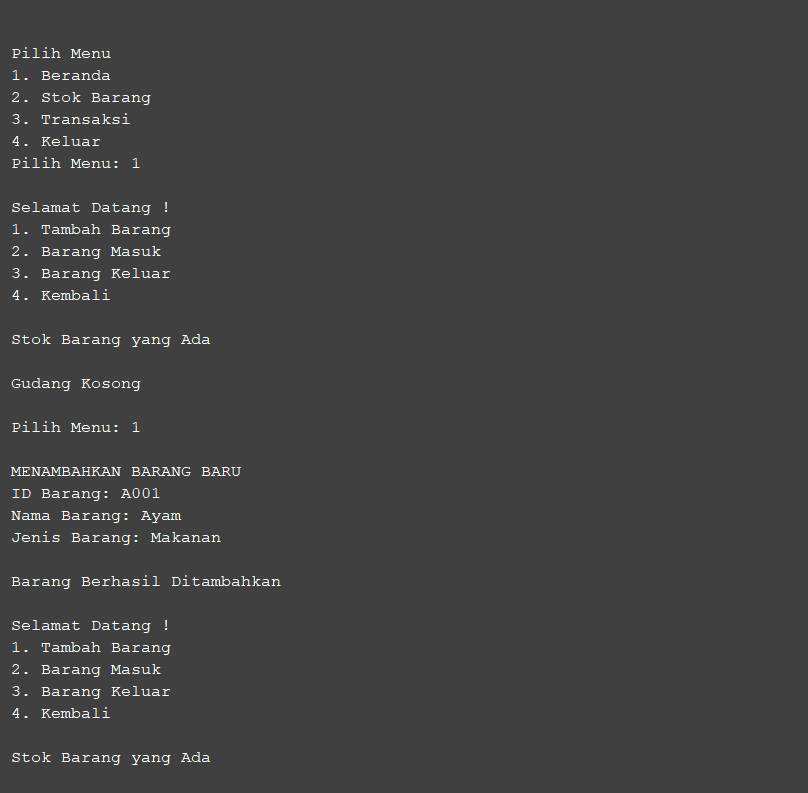 Pilih Menu
1. Beranda
2. Stok Barang
3. Transaksi
4. Keluar
Pilih Menu: 1
Selamat Datang !
1. Tambah Barang
2. Barang Masuk
3. Barang Keluar
4. Kembali
Stok Barang yang Ada
Gudang Kosong
Pilih Menu: 1
MENAMBAHKAN BARANG BARU
ID Barang: A001
Nama Barang: Ayam
Jenis Barang: Makanan
Barang Berhasil Ditambahkan
Selamat Datang !
1. Tambah Barang
2. Barang Masuk
3. Barang Keluar
4. Kembali
Stok Barang yang Ada